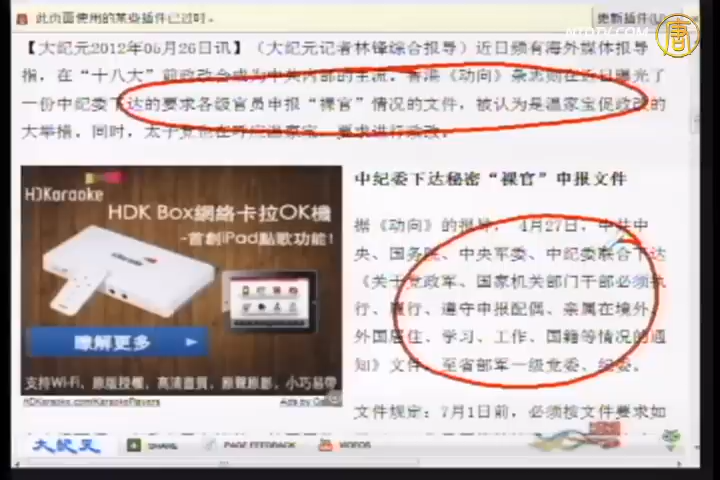 此页面使用的某些插件已过时。
更新插件(U)
唐
【大纪元2012年05月26日讯】（大纪元记者林锋综合报导）近日频有海外媒体报导
指，在“十八大”前政改合成为中共内部的主流。香港《动向》杂志则在近日曝光了
一份中纪委下达的要求各级官员申报“裸官”情况的文件，被认为是温家宝促政改的
大举措。同时，太子党也在呼应温家宝，要求进行政改。
HDKaraoke
HDK Box網絡卡拉OK機
-首創iPad點歌功能!
瞭解更多
支持Wi-Fi、原版授權，高清畫質，原聲原影，小巧易帶
HDKaraoke.com/KaraokePlayers
中纪委下达秘密“裸官”申报文件
据《动向》的报导， 4月27日，中共中
央、国务院、中央军委、中纪委联合下达
《关于党政军、国家机关部门干部必须执
行、履行、遵守申报配偶、亲属在境外、
外国居住、学习、工作、国籍等情况的通
知》文件，至省部军一级党委、纪委。
文件规定：7月1日前，必须按文件要求如
大纪元
SHARE
PAGE FEEDBACK
VIDEOS